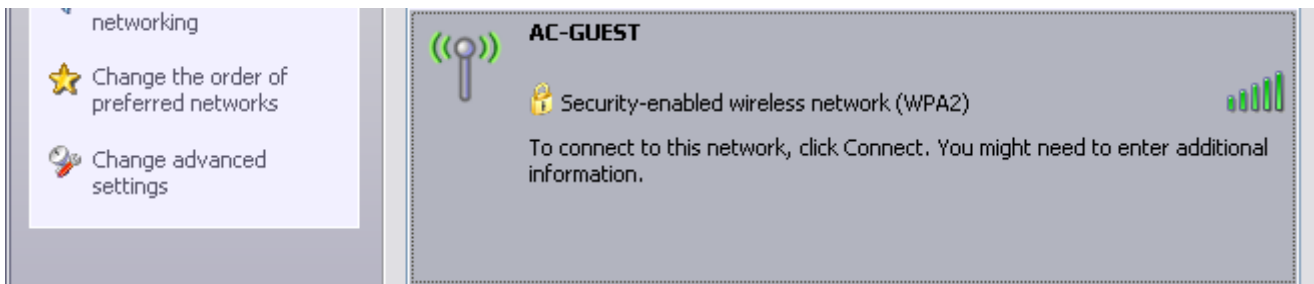 networking
Change the order of
preferred networks
Change advanced
settings
AC-GUEST
Security-enabled wireless network (WPA2)
To connect to this network, click Connect. You might need to enter additional
information.